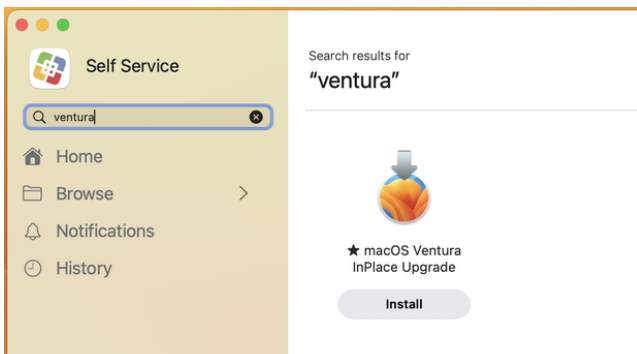 Self Service
ventura
Home
Browse
Notifications
History
Search results for
“ventura”
★ macOS Ventura
InPlace Upgrade
Install